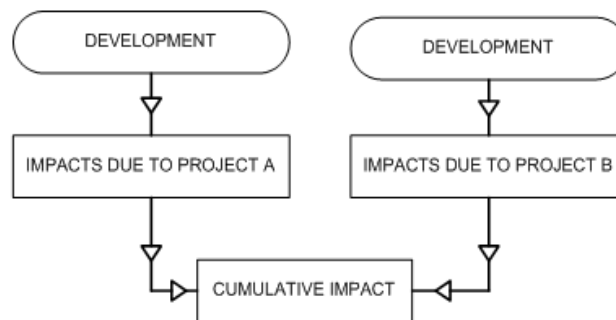 DEVELOPMENT
DEVELOPMENT
IMPACTS DUE TO PROJECT A
IMPACTS DUE TO PROJECT B
CUMULATIVE IMPACT